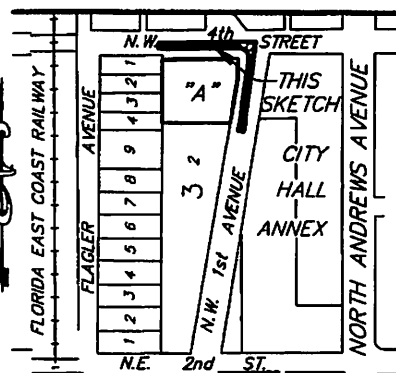 N.W. 4th STREET
THIS
SKETCH
"A"
1
2
3
4
9
8
7
6
5
4
3
2
1
3 2
CITY
HALL
ANNEX
FLORIDA EAST COAST RAILWAY
FLAGLER AVENUE
N.W. 1st AVENUE
NORTH ANDREWS AVENUE
N.E. 2nd ST.